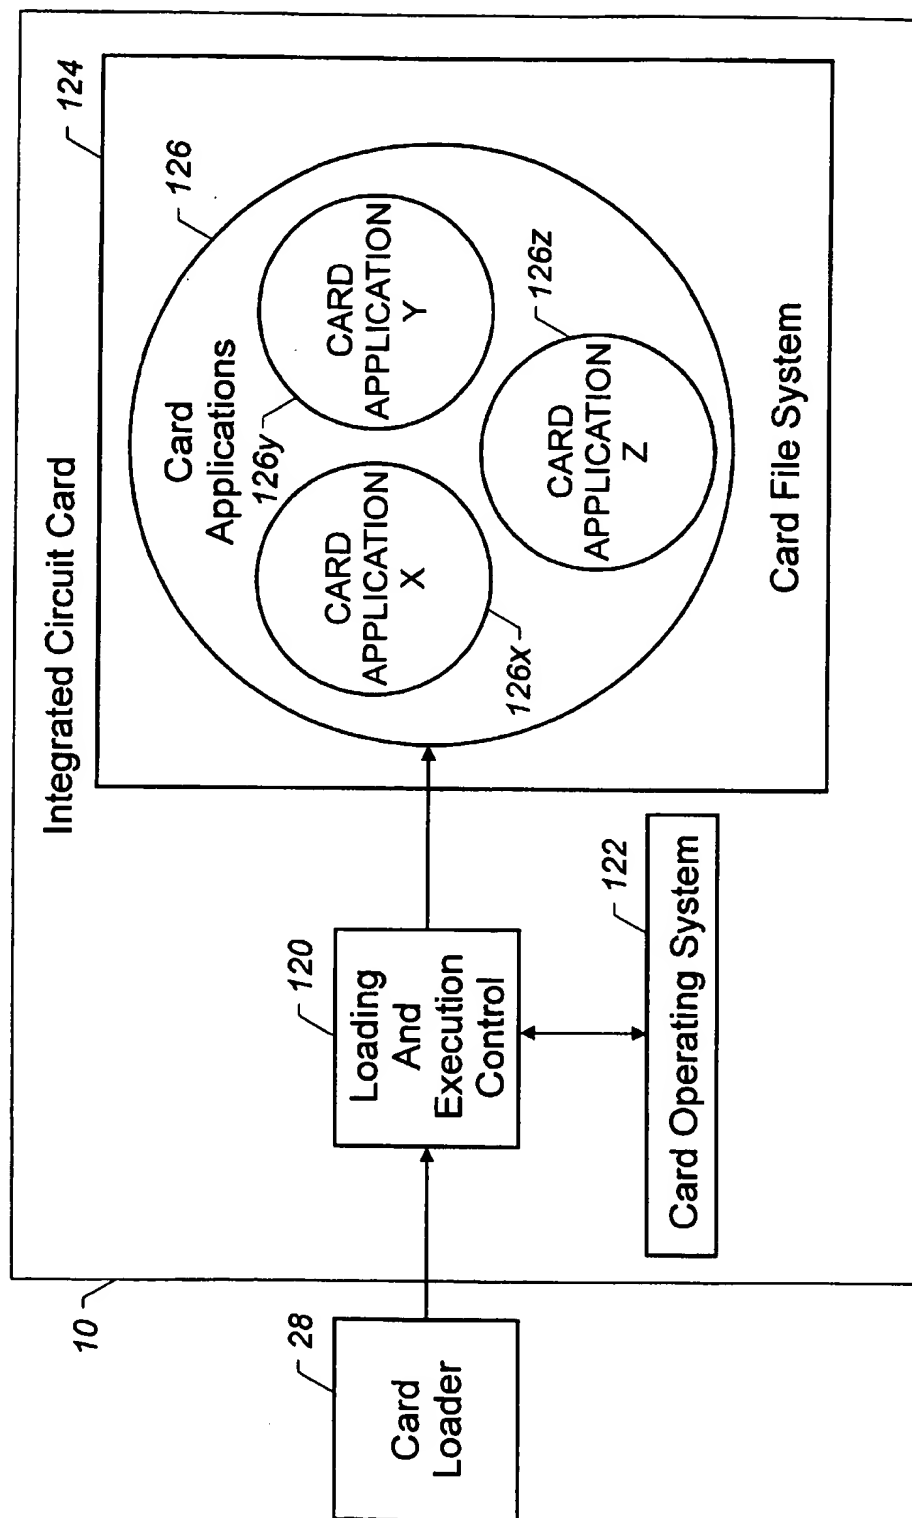 10
Integrated Circuit Card
124
126
Card
Applications
126y
CARD
APPLICATION
X
126x
CARD
APPLICATION
Y
CARD
APPLICATION
Z
126z
Card File System
28
Card
Loader
120
Loading
And
Execution
Control
122
Card Operating System